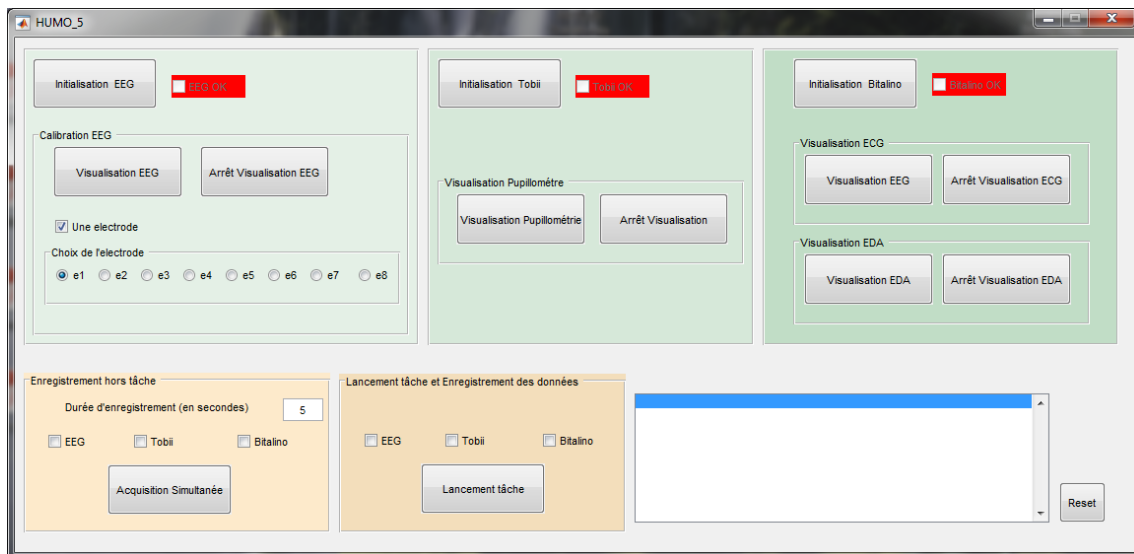 HUMO_5
Initialisation EEG
EEG OK
Calibration EEG
Visualisation EEG
Arrêt Visualisation EEG
Une electrode
Choix de l'electrode
e1 e2 e3 e4 e5 e6 e7 e8
Initialisation Tobii
Tobii OK
Visualisation Pupillométre
Visualisation Pupillométrie
Arrêt Visualisation
Initialisation Bitalino
Bitalino OK
Visualisation ECG
Visualisation EEG
Arrêt Visualisation ECG
Visualisation EDA
Visualisation EDA
Arrêt Visualisation EDA
Enregistrement hors tâche
Durée d'enregistrement (en secondes) 5
EEG Tobii Bitalino
Acquisition Simultanée
Lancement tâche et Enregistrement des données
EEG Tobii Bitalino
Lancement tâche
Reset